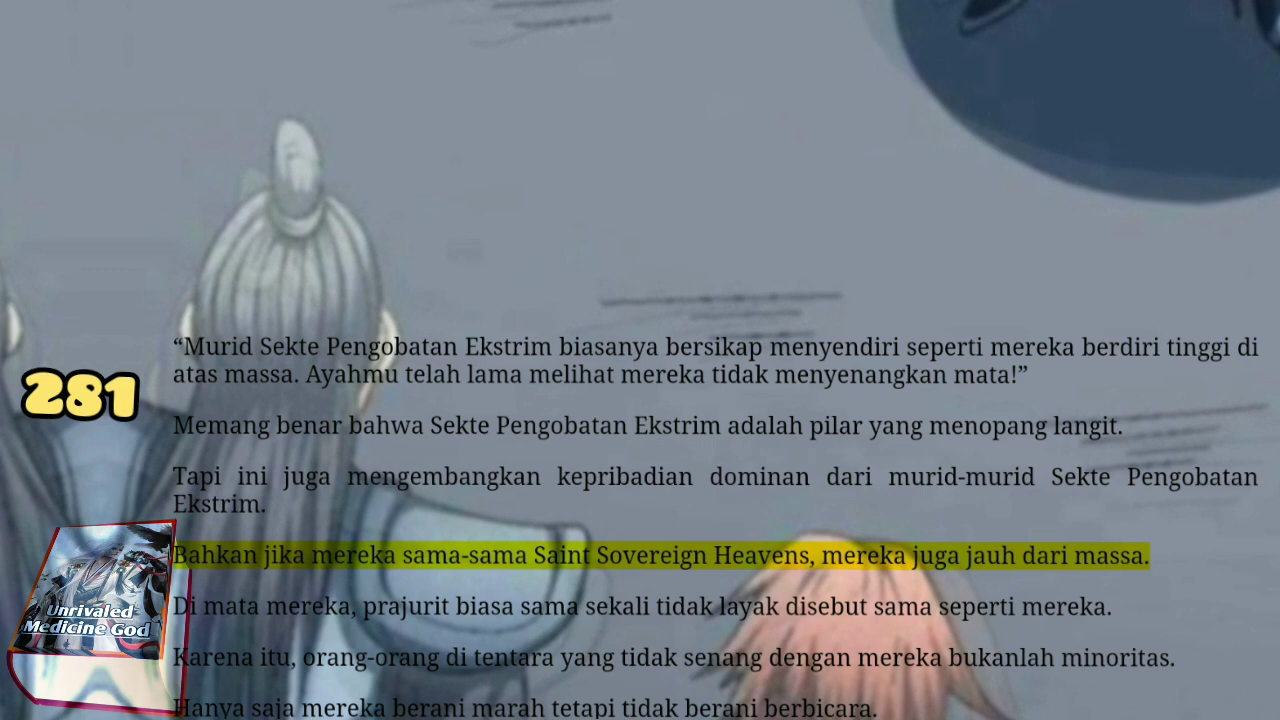 “Murid Sekte Pengobatan Ekstrim biasanya bersikap menyendiri seperti mereka berdiri tinggi di
atas massa. Ayahmu telah lama melihat mereka tidak menyenangkan mata!”
281
Memang benar bahwa Sekte Pengobatan Ekstrim adalah pilar yang menopang langit.
Tapi ini juga mengembangkan kepribadian dominan dari murid-murid Sekte Pengobatan
Ekstrim.
Bahkan jika mereka sama-sama Saint Sovereign Heavens, mereka juga jauh dari massa.
Di mata mereka, prajurit biasa sama sekali tidak layak disebut sama seperti mereka.
Unrivaled
Medicine God
Karena itu, orang-orang di tentara yang tidak senang dengan mereka bukanlah minoritas.
Hanya saja mereka berani marah tetapi tidak berani berbicara.